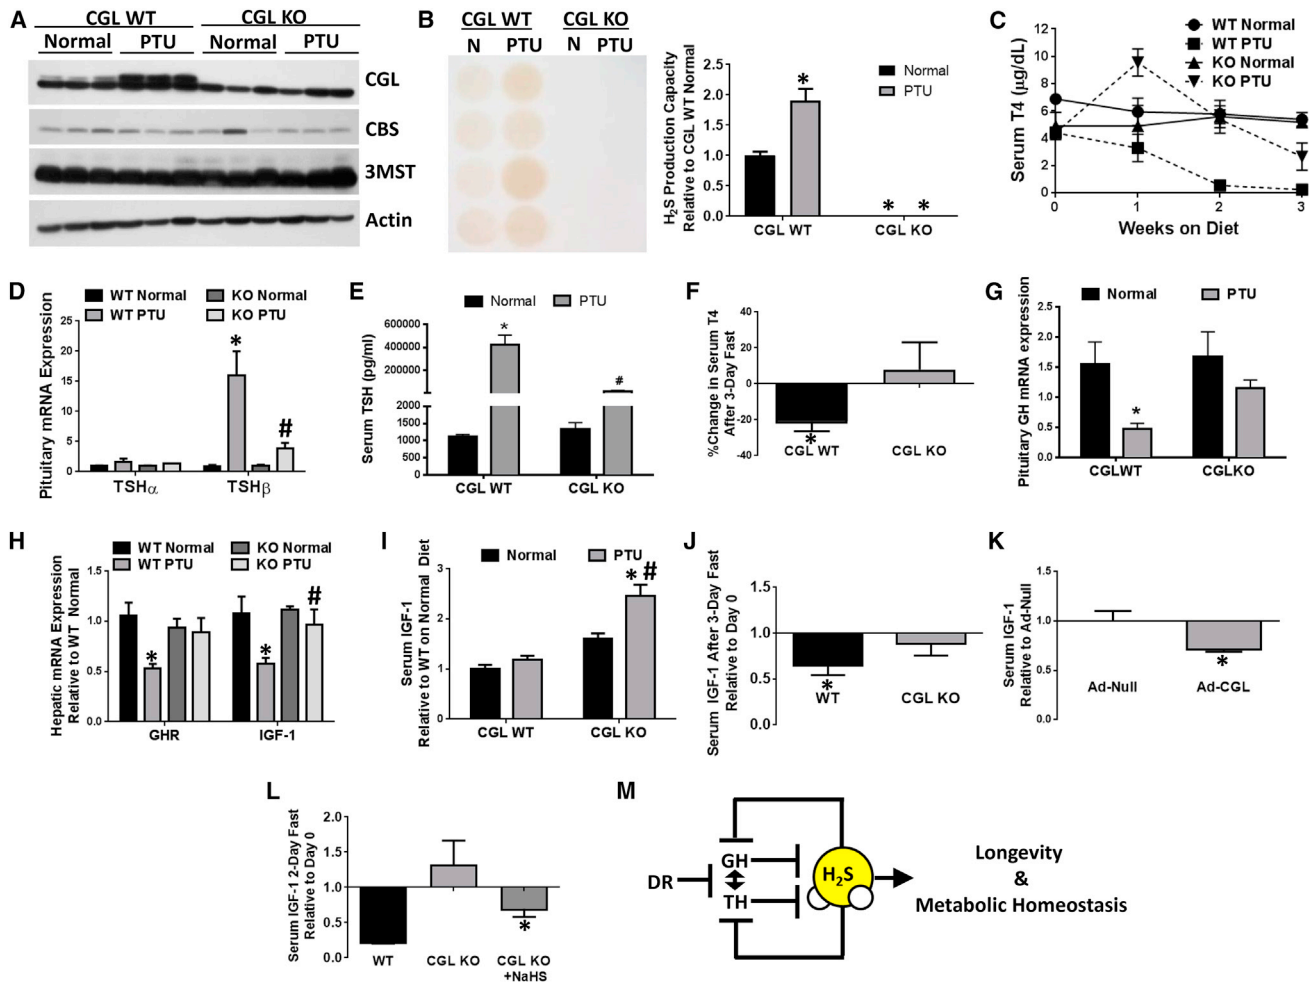 A
CGL WT
CGL KO
Normal
PTU
Normal
PTU
CGL
CBS
3MST
Actin
B
CGL WT
CGL KO
N
PTU
N
PTU
H2S Production Capacity
Relative to CGL WT Normal
2.5
2.0
1.5
1.0
0.5
0.0
Normal
PTU
*
*
*
CGL WT
CGL KO
C
Serum T4 (µg/dL)
12
10
8
6
4
2
0
WT Normal
WT PTU
KO Normal
KO PTU
0
1
2
3
Weeks on Diet
D
WT Normal
KO Normal
WT PTU
KO PTU
Pituitary mRNA Expression
25
20
15
10
5
0
*
#
TSHα
TSHβ
E
Normal
PTU
Serum TSH (pg/ml)
600000
400000
200000
2000
1500
1000
500
0
*
#
CGL WT
CGL KO
F
%Change in Serum T4
After 3-Day Fast
40
20
0
-20
-40
*
CGL WT
CGL KO
G
Normal
PTU
Pituitary GH mRNA expression
2.5
2.0
1.5
1.0
0.5
0.0
*
CGLWT
CGLKO
H
WT Normal
KO Normal
WT PTU
KO PTU
Hepatic mRNA Expression
Relative to WT Normal
1.5
1.0
0.5
0.0
*
*
#
GHR
IGF-1
I
Normal
PTU
Serum IGF-1
Relative to WT on Normal Diet
3
2
1
0
* #
CGL WT
CGL KO
J
Serum IGF-1 After 3-Day Fast
Relative to Day 0
1.5
1.0
0.5
0.0
*
WT
CGL KO
K
Serum IGF-1
Relative to Ad-Null
1.5
1.0
0.5
0.0
*
Ad-Null
Ad-CGL
L
Serum IGF-1 2-Day Fast
Relative to Day 0
2.0
1.5
1.0
0.5
0.0
*
WT
CGL KO
CGL KO
+NaHS
M
DR
GH
TH
H2S
Longevity
&
Metabolic Homeostasis